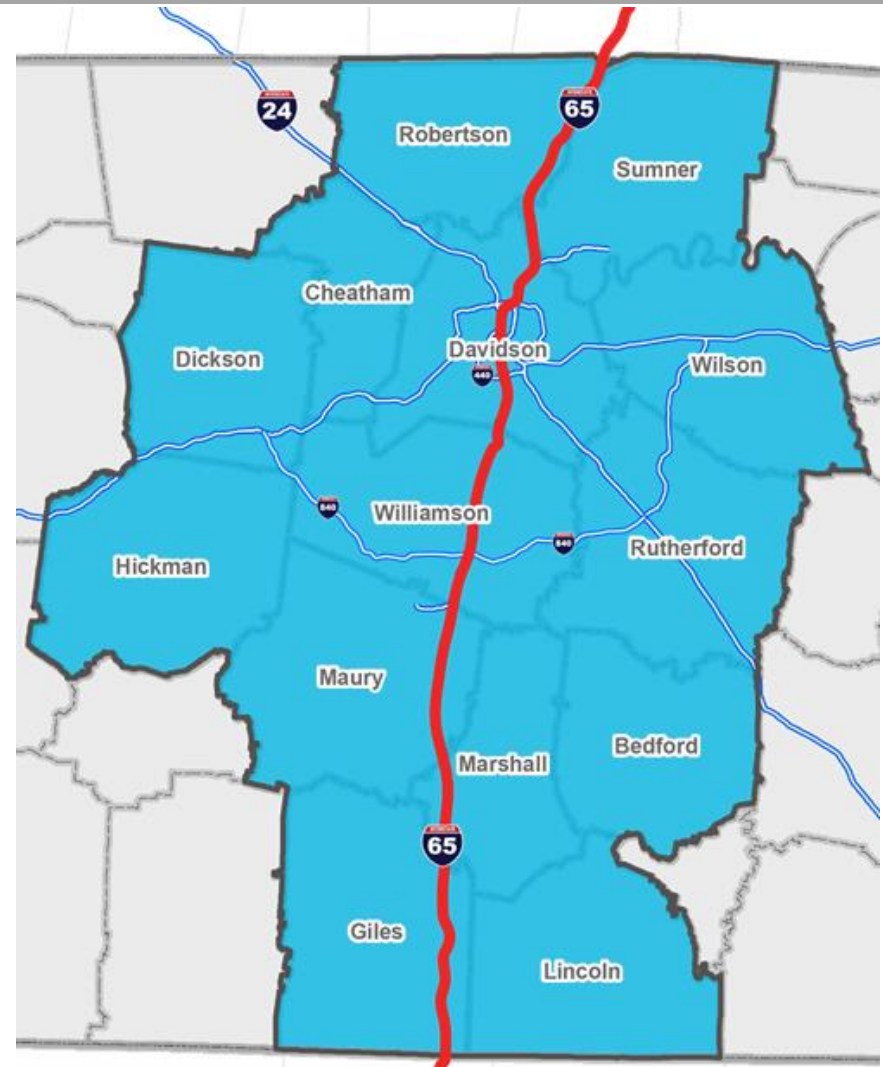 24
65
Robertson
Sumner
Cheatham
Davidson
Dickson
Wilson
440
840
Williamson
840
Rutherford
Hickman
Maury
Bedford
Marshall
65
Giles
Lincoln